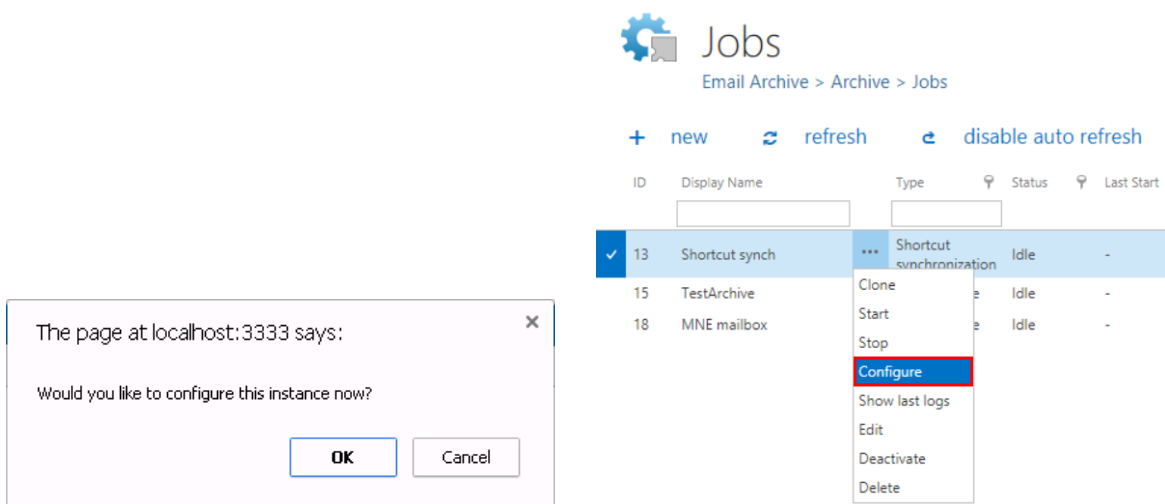 Jobs
Email Archive > Archive > Jobs
+ new refresh disable auto refresh
ID Display Name Type Status Last Start
13 Shortcut synch ... Shortcut synchronization Idle -
15 TestArchive e Idle -
18 MNE mailbox e Idle -
Clone
Start
Stop
Configure
Show last logs
Edit
Deactivate
Delete
The page at localhost:3333 says:
Would you like to configure this instance now?
OK Cancel